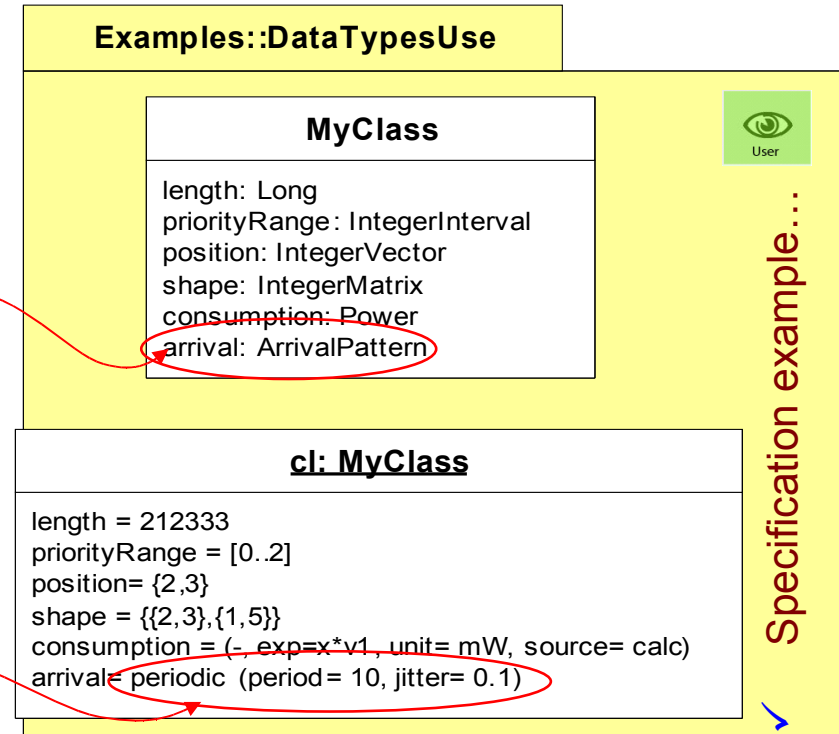 Examples::DataTypesUse
MyClass
length: Long
priorityRange: IntegerInterval
position: IntegerVector
shape: IntegerMatrix
consumption: Power
arrival: ArrivalPattern
User
Specification example…
cl: MyClass
length = 212333
priorityRange = [0..2]
position= {2,3}
shape = {{2,3},{1,5}}
consumption = (-, exp=x*v1, unit= mW, source= calc)
arrival= periodic (period= 10, jitter= 0.1)